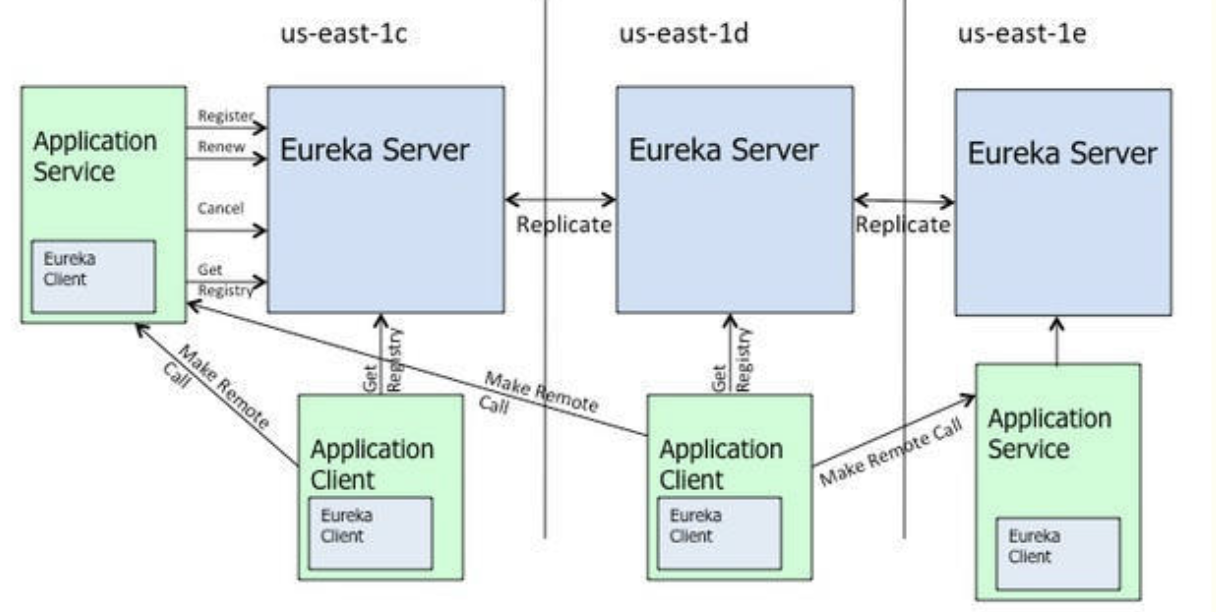 us-east-1c
us-east-1d
us-east-1e
Application
Service
Eureka
Client
Register
Renew
Cancel
Get
Registry
Eureka Server
Replicate
Eureka Server
Replicate
Eureka Server
Make Remote
Call
Get
Registry
Make Remote
Call
Get
Registry
Make Remote Call
Application
Client
Eureka
Client
Application
Client
Eureka
Client
Application
Service
Eureka
Client